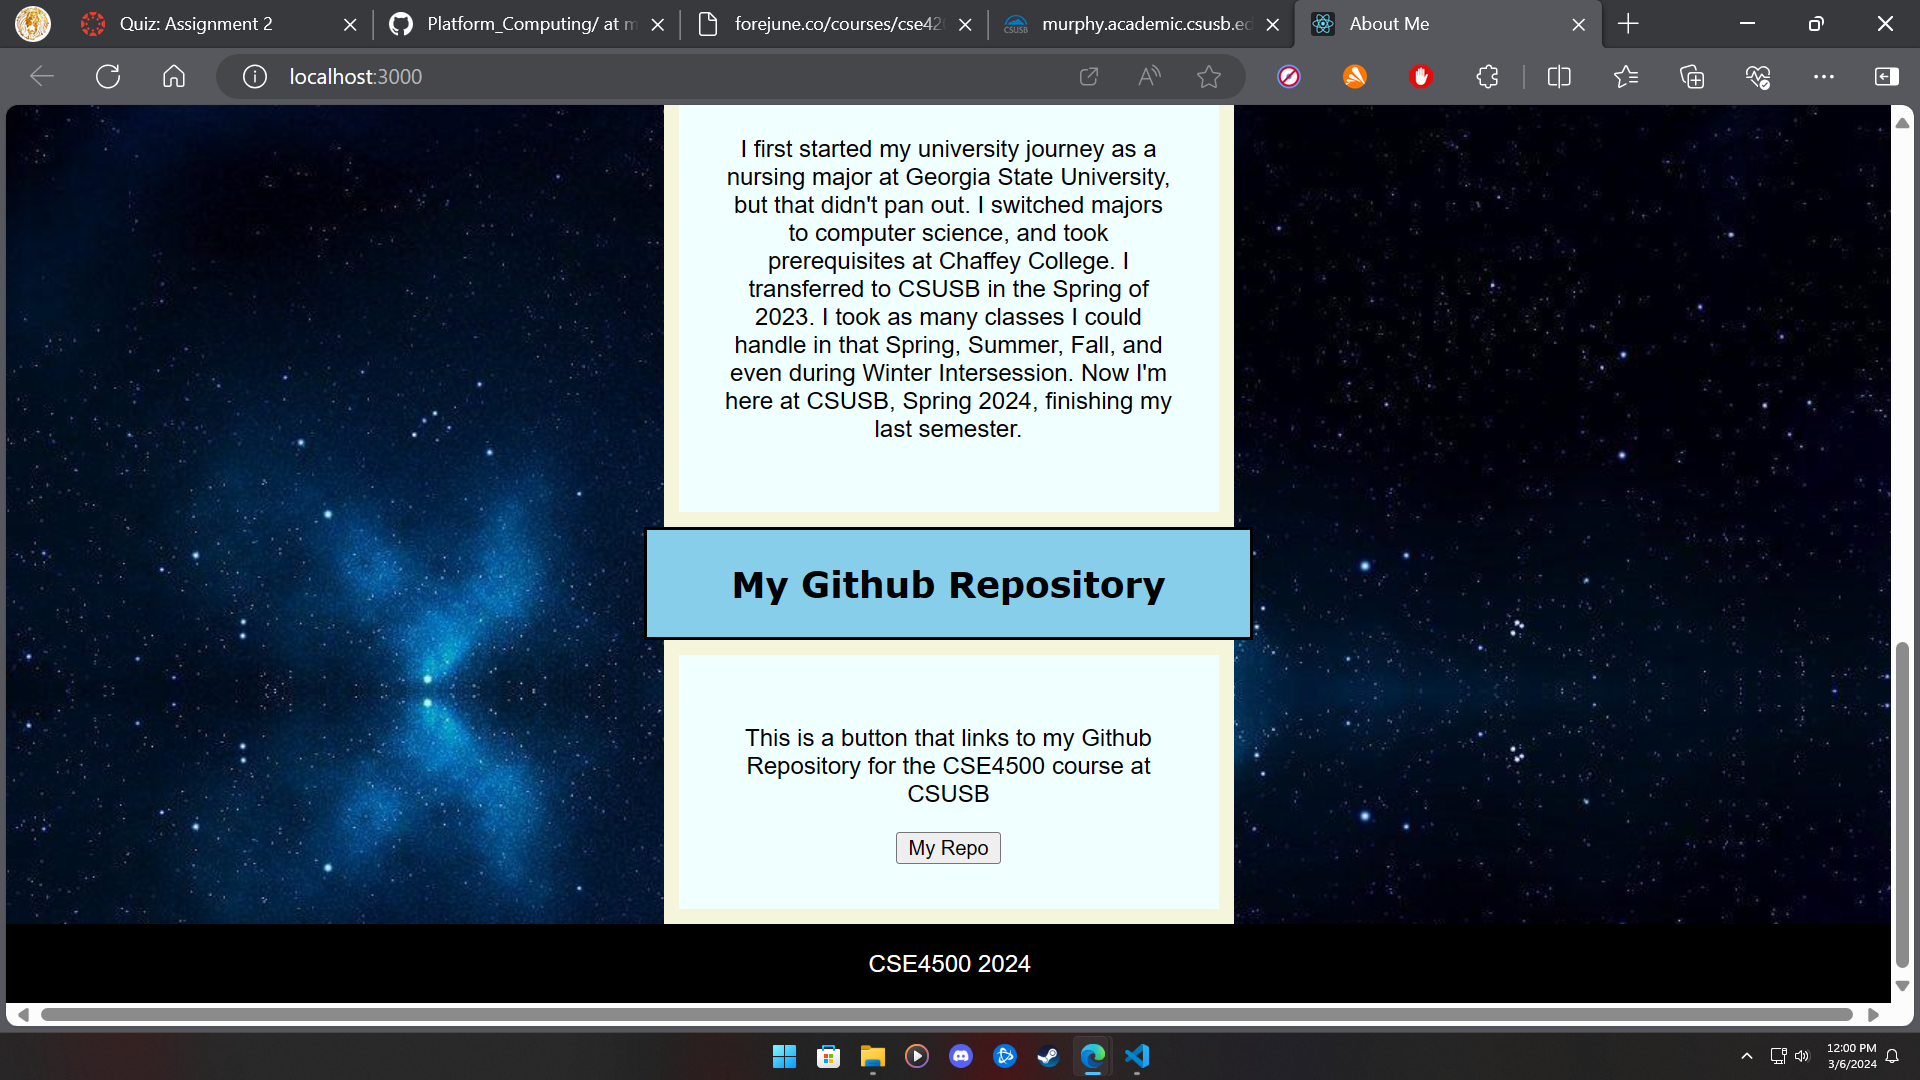 Quiz: Assignment 2
Platform_Computing/ at m
forejune.co/courses/cse420
murphy.academic.csusb.ed
About Me
localhost:3000
I first started my university journey as a
nursing major at Georgia State University,
but that didn't pan out. I switched majors
to computer science, and took
prerequisites at Chaffey College. I
transferred to CSUSB in the Spring of
2023. I took as many classes I could
handle in that Spring, Summer, Fall, and
even during Winter Intersession. Now I'm
here at CSUSB, Spring 2024, finishing my
last semester.
My Github Repository
This is a button that links to my Github
Repository for the CSE4500 course at
CSUSB
My Repo
CSE4500 2024
12:00 PM
3/6/2024